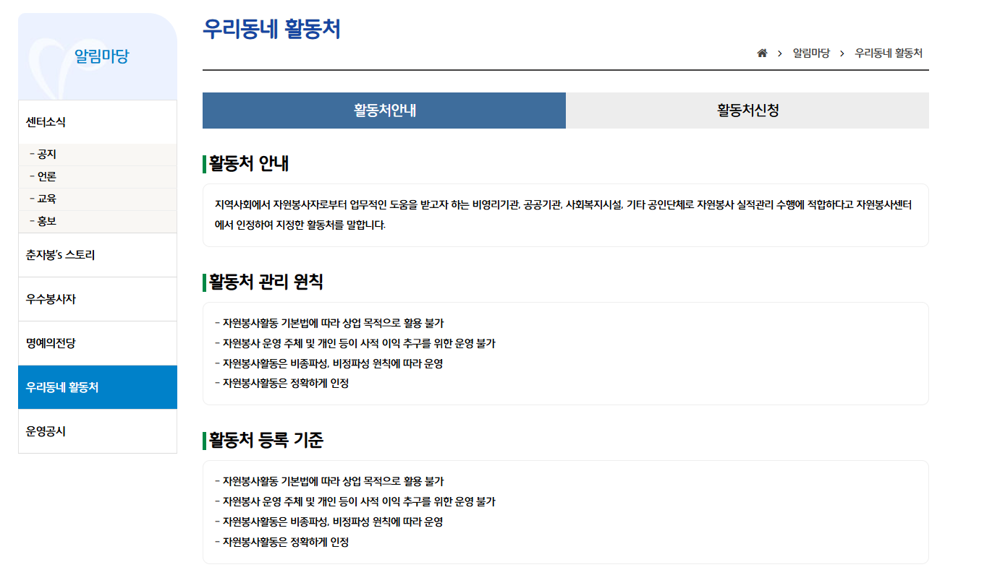 알림마당
센터소식
- 공지
- 언론
- 교육
- 홍보
춘자봉's 스토리
우수봉사자
명예의전당
우리동네 활동처
운영공시
우리동네 활동처
알림마당 > 우리동네 활동처
활동처안내
활동처신청
활동처 안내
지역사회에서 자원봉사자로부터 업무적인 도움을 받고자 하는 비영리기관, 공공기관, 사회복지시설, 기타 공인단체로 자원봉사 실적관리 수행에 적합하다고 자원봉사센터
에서 인정하여 지정한 활동처를 말합니다.
활동처 관리 원칙
- 자원봉사활동 기본법에 따라 상업 목적으로 활용 불가
- 자원봉사 운영 주체 및 개인 등이 사적 이익 추구를 위한 운영 불가
- 자원봉사활동은 비종파성, 비정파성 원칙에 따라 운영
- 자원봉사활동은 정확하게 인정
활동처 등록 기준
- 자원봉사활동 기본법에 따라 상업 목적으로 활용 불가
- 자원봉사 운영 주체 및 개인 등이 사적 이익 추구를 위한 운영 불가
- 자원봉사활동은 비종파성, 비정파성 원칙에 따라 운영
- 자원봉사활동은 정확하게 인정